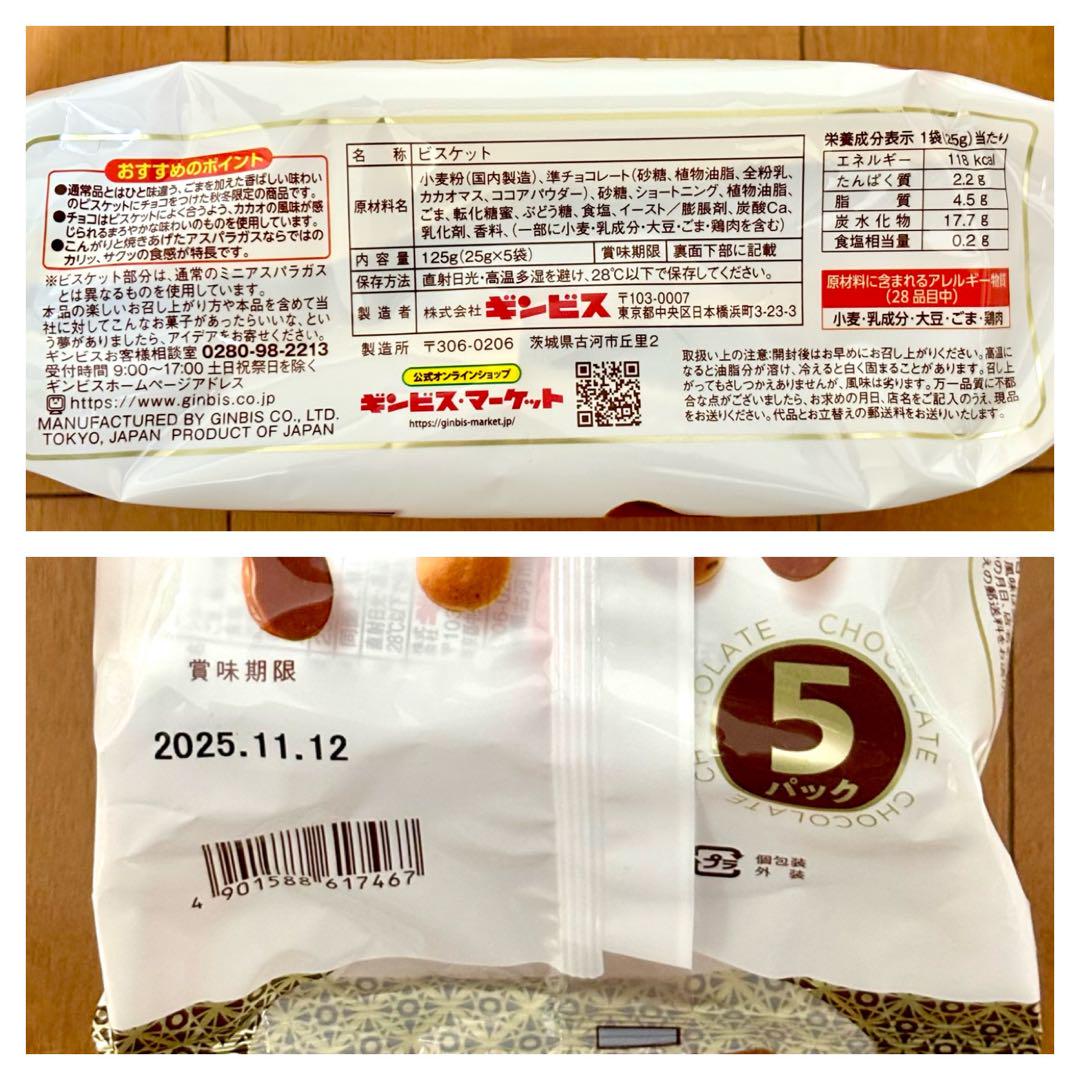 おすすめのポイント
●通常品とはひと味違う、ごまを加えた香ばしい味わい
のビスケットにチョコをつけた秋冬限定の商品です。
●チョコはビスケットによく合うよう、カカオの風味が感
じられるまろやかな味わいのものを使用しています。
●こんがりと焼きあげたアスパラガスならではの
カリッ、サクッの食感が特長です。
※ビスケット部分は、通常のミニアスパラガス
とは異なるものを使用しています。
本品の楽しいお召し上がり方や本品を含めて当
社に対してこんなお菓子があったらいいな、とい
う夢がありましたら、アイデアをお寄せください。
ギンビスお客様相談室 0280-98-2213
受付時間 9:00〜17:00 土日祝祭日を除く
ギンビスホームページアドレス
https://www.ginbis.co.jp
MANUFACTURED BY GINBIS CO., LTD.
TOKYO, JAPAN PRODUCT OF JAPAN
名称 ビスケット
原材料名 小麦粉(国内製造)、準チョコレート(砂糖、植物油脂、全粉乳、
カカオマス、ココアパウダー)、砂糖、ショートニング、植物油脂、
ごま、転化糖蜜、ぶどう糖、食塩、イースト/膨脹剤、炭酸Ca、
乳化剤、香料、(一部に小麦・乳成分・大豆・ごま・鶏肉を含む)
内容量 125g(25g×5袋) 賞味期限 裏面下部に記載
保存方法 直射日光・高温多湿を避け、28℃以下で保存してください。
製造者 株式会社 ギンビス 〒103-0007
東京都中央区日本橋浜町3-23-3
製造所 〒306-0206 茨城県古河市丘里2
公式オンラインショップ
ギンビス・マーケット
https://ginbis-market.jp/
栄養成分表示 1袋(25g)当たり
エネルギー 118 kcal
たんぱく質 2.2 g
脂質 4.5 g
炭水化物 17.7 g
食塩相当量 0.2 g
原材料に含まれるアレルギー物質
(28品目中)
小麦・乳成分・大豆・ごま・鶏肉
取扱い上の注意:開封後はお早めにお召し上がりください。高温に
なると油脂分が溶け、冷えると白く固まることがあります。召し上
がってもさしつかえありませんが、風味は劣ります。万一品質に不都
合な点がございましたら、お求めの月日、店名をご記入のうえ、現品
をお送りください。代品とお立替えの郵送料をお送りいたします。
賞味期限
2025.11.12
4 901588 617467
CHOCOLATE CHOCOLATE CHOCOLATE
5
パック
プラ
個包装
外装